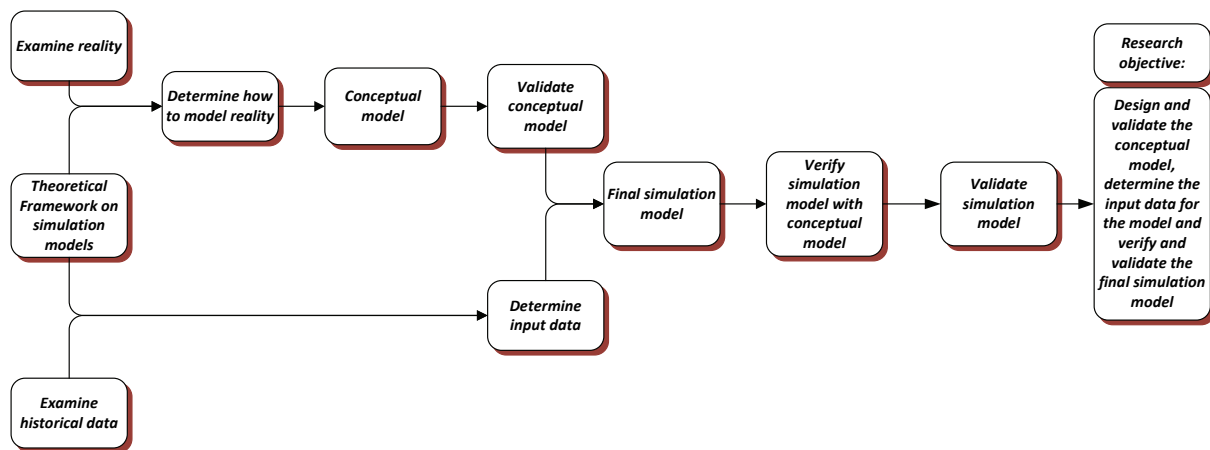 Examine reality
Determine how
to model reality
Conceptual
model
Validate
conceptual
model
Theoretical
Framework on
simulation
models
Final simulation
model
Verify
simulation
model with
conceptual
model
Validate
simulation
model
Research
objective:
Design and
validate the
conceptual
model,
determine the
input data for
the model and
verify and
validate the
final simulation
model
Determine
input data
Examine
historical data